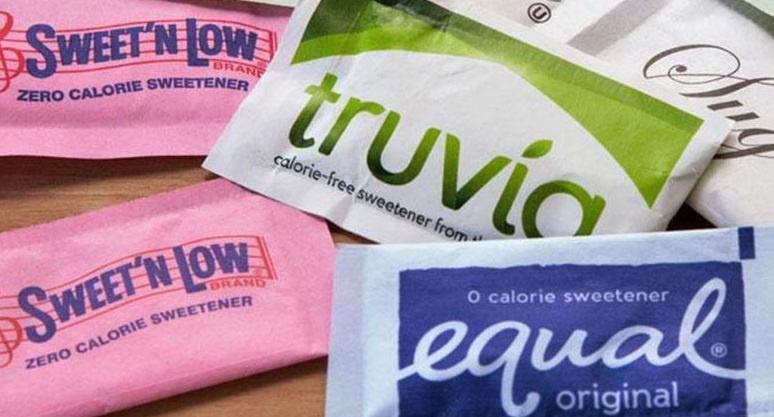 SWEET'N LOW
BRAND
ZERO CALORIE SWEETENER
truvia
calorie-free sweetener from
U
SWEET'N LOW
BRAND
ZERO CALORIE SWEETENER
0 calorie sweetener
equal®
original